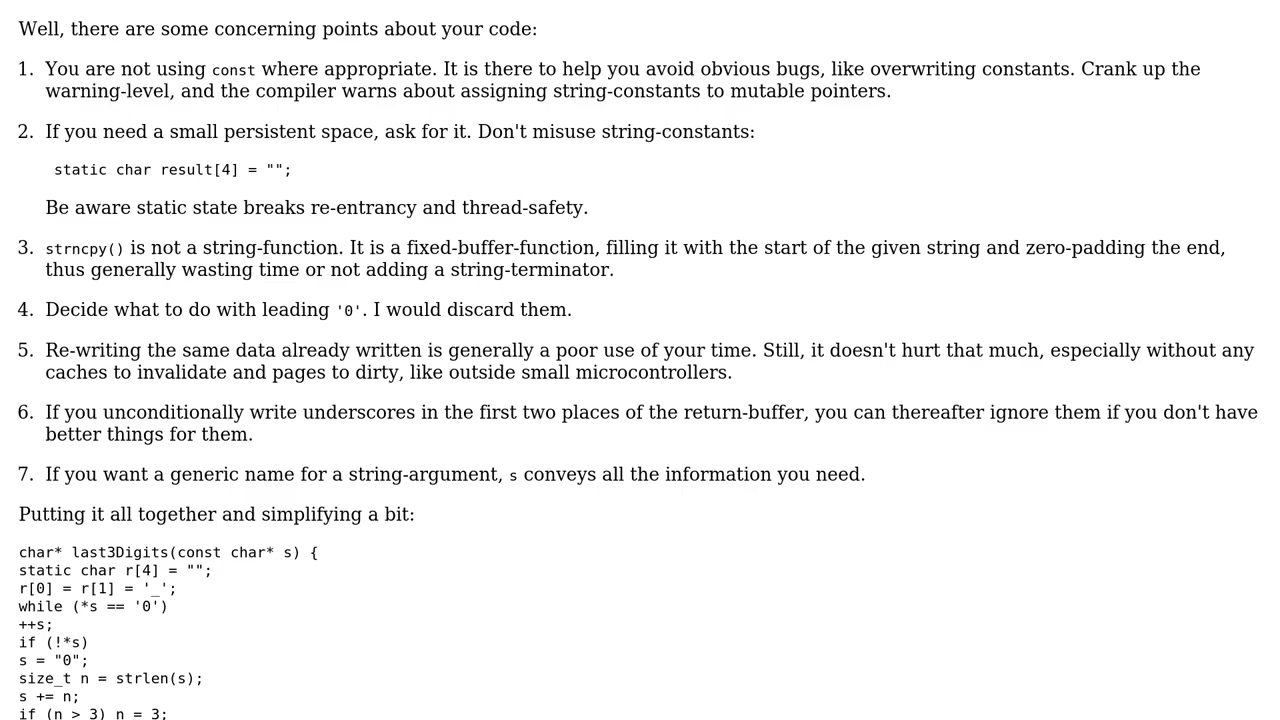 Well, there are some concerning points about your code:
1. You are not using const where appropriate. It is there to help you avoid obvious bugs, like overwriting constants. Crank up the
warning-level, and the compiler warns about assigning string-constants to mutable pointers.
2. If you need a small persistent space, ask for it. Don't misuse string-constants:
static char result[4] = "";
Be aware static state breaks re-entrancy and thread-safety.
3. strncpy() is not a string-function. It is a fixed-buffer-function, filling it with the start of the given string and zero-padding the end,
thus generally wasting time or not adding a string-terminator.
4. Decide what to do with leading '0'. I would discard them.
5. Re-writing the same data already written is generally a poor use of your time. Still, it doesn't hurt that much, especially without any
caches to invalidate and pages to dirty, like outside small microcontrollers.
6. If you unconditionally write underscores in the first two places of the return-buffer, you can thereafter ignore them if you don't have
better things for them.
7. If you want a generic name for a string-argument, s conveys all the information you need.
Putting it all together and simplifying a bit:
char* last3Digits(const char* s) {
static char r[4] = "";
r[0] = r[1] = '_';
while (*s == '0')
++s;
if (!*s)
s = "0";
size_t n = strlen(s);
s += n;
if (n > 3) n = 3;